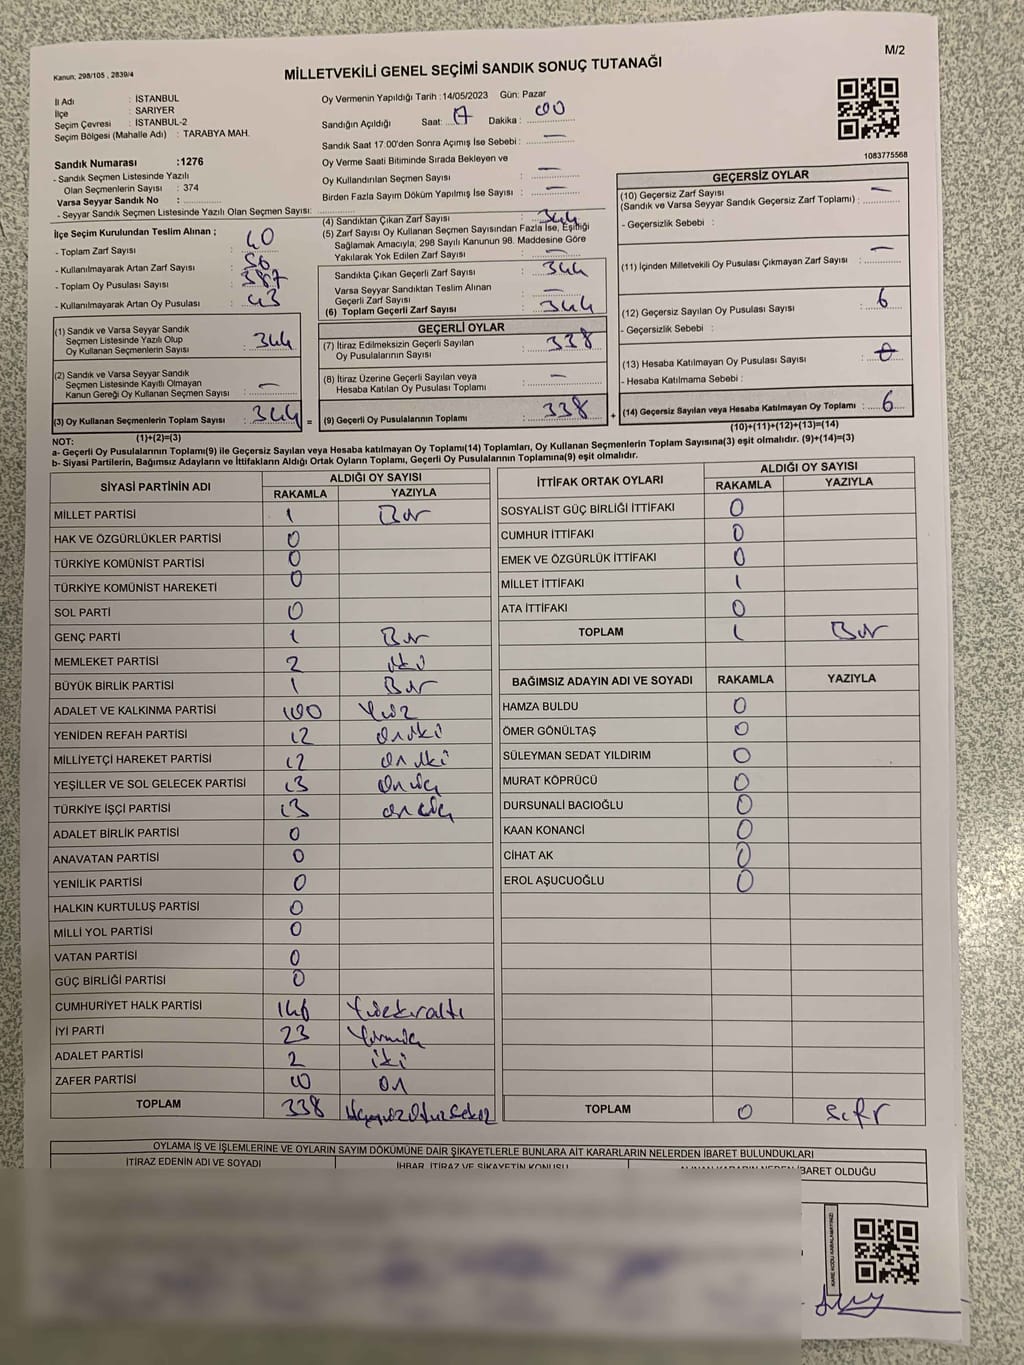 M/2
Kanun: 298/105 , 2839/4
MİLLETVEKİLİ GENEL SEÇİMİ SANDIK SONUÇ TUTANAĞI
İl Adı : İSTANBUL
İlçe : SARIYER
Seçim Çevresi : İSTANBUL-2
Seçim Bölgesi (Mahalle Adı) : TARABYA MAH.
Sandık Numarası :1276
- Sandık Seçmen Listesinde Yazılı
Olan Seçmenlerin Sayısı : 374
Varsa Seyyar Sandık No :
- Seyyar Sandık Seçmen Listesinde Yazılı Olan Seçmen Sayısı:
Oy Vermenin Yapıldığı Tarih :14/05/2023 Gün: Pazar
Sandığın Açıldığı Saat: 17 Dakika : 00
Sandık Saat 17.00'den Sonra Açımış İse Sebebi : —
Oy Verme Saati Bitiminde Sırada Bekleyen ve
Oy Kullandırılan Seçmen Sayısı : —
Birden Fazla Sayım Döküm Yapılmış İse Sayısı : —
1083775568
İlçe Seçim Kurulundan Teslim Alınan ;
- Toplam Zarf Sayısı :
- Kullanılmayarak Artan Zarf Sayısı : 56
- Toplam Oy Pusulası Sayısı : 387
- Kullanılmayarak Artan Oy Pusulası : 43
(1) Sandık ve Varsa Seyyar Sandık
Seçmen Listesinde Yazılı Olup
Oy Kullanan Seçmenlerin Sayısı : 344
(2) Sandık ve Varsa Seyyar Sandık
Seçmen Listesinde Kayıtlı Olmayan
Kanun Gereği Oy Kullanan Seçmen Sayısı : —
(3) Oy Kullanan Seçmenlerin Toplam Sayısı : 344 =
(1)+(2)=(3)
(4) Sandıktan Çıkan Zarf Sayısı : 344
(5) Zarf Sayısı Oy Kullanan Seçmen Sayısından Fazla İse, Eşitliği
Sağlamak Amacıyla; 298 Sayılı Kanunun 98. Maddesine Göre
Yakılarak Yok Edilen Zarf Sayısı : —
Sandıkta Çıkan Geçerli Zarf Sayısı : 344
Varsa Seyyar Sandıktan Teslim Alınan
Geçerli Zarf Sayısı : —
(6) Toplam Geçerli Zarf Sayısı : 344
GEÇERLİ OYLAR
(7) İtiraz Edilmeksizin Geçerli Sayılan
Oy Pusulalarının Sayısı : 338
(8) İtiraz Üzerine Geçerli Sayılan veya
Hesaba Katılan Oy Pusulası Toplamı : —
(9) Geçerli Oy Pusulalarının Toplamı : 338 +
GEÇERSİZ OYLAR
(10) Geçersiz Zarf Sayısı
(Sandık ve Varsa Seyyar Sandık Geçersiz Zarf Toplamı) : —
- Geçersizlik Sebebi :
(11) İçinden Milletvekili Oy Pusulası Çıkmayan Zarf Sayısı : —
(12) Geçersiz Sayılan Oy Pusulası Sayısı : 6
- Geçersizlik Sebebi :
(13) Hesaba Katılmayan Oy Pusulası Sayısı :
- Hesaba Katılmama Sebebi :
(14) Geçersiz Sayılan veya Hesaba Katılmayan Oy Toplamı : 6
(10)+(11)+(12)+(13)=(14)
NOT:
a- Geçerli Oy Pusulalarının Toplamı(9) ile Geçersiz Sayılan veya Hesaba katılmayan Oy Toplamı(14) Toplamları, Oy Kullanan Seçmenlerin Toplam Sayısına(3) eşit olmalıdır. (9)+(14)=(3)
b- Siyasi Partilerin, Bağımsız Adayların ve İttifakların Aldığı Ortak Oyların Toplamı, Geçerli Oy Pusulalarının Toplamına(9) eşit olmalıdır.
SİYASİ PARTİNİN ADI ALDIĞI OY SAYISI
RAKAMLA YAZIYLA
MİLLET PARTİSİ 1 Bir
HAK VE ÖZGÜRLÜKLER PARTİSİ 0
TÜRKİYE KOMÜNİST PARTİSİ 0
TÜRKİYE KOMÜNİST HAREKETİ 0
SOL PARTİ 0
GENÇ PARTİ 1 Bir
MEMLEKET PARTİSİ 2 iki
BÜYÜK BİRLİK PARTİSİ 1 Bir
ADALET VE KALKINMA PARTİSİ 100 Yüz
YENİDEN REFAH PARTİSİ 12 Oniki
MİLLİYETÇİ HAREKET PARTİSİ 12 Oniki
YEŞİLLER VE SOL GELECEK PARTİSİ 13 Onüç
TÜRKİYE İŞÇİ PARTİSİ 13 onüç
ADALET BİRLİK PARTİSİ 0
ANAVATAN PARTİSİ 0
YENİLİK PARTİSİ 0
HALKIN KURTULUŞ PARTİSİ 0
MİLLİ YOL PARTİSİ 0
VATAN PARTİSİ 0
GÜÇ BİRLİĞİ PARTİSİ 0
CUMHURİYET HALK PARTİSİ 146 Yüzkırkaltı
İYİ PARTİ 23 Yirmiüç
ADALET PARTİSİ 2 iki
ZAFER PARTİSİ 10 On
TOPLAM 338 Üçyüzotuzsekiz
İTTİFAK ORTAK OYLARI ALDIĞI OY SAYISI
RAKAMLA YAZIYLA
SOSYALİST GÜÇ BİRLİĞİ İTTİFAKI 0
CUMHUR İTTİFAKI 0
EMEK VE ÖZGÜRLÜK İTTİFAKI 0
MİLLET İTTİFAKI 1
ATA İTTİFAKI 0
TOPLAM 1 Bir
BAĞIMSIZ ADAYIN ADI VE SOYADI RAKAMLA YAZIYLA
HAMZA BULDU 0
ÖMER GÖNÜLTAŞ 0
SÜLEYMAN SEDAT YILDIRIM 0
MURAT KÖPRÜCÜ 0
DURSUNALİ BACIOĞLU 0
KAAN KONANCİ 0
CİHAT AK 0
EROL AŞUCUOĞLU 0
TOPLAM 0 Sıfır
OYLAMA İŞ VE İŞLEMLERİNE VE OYLARIN SAYIM DÖKÜMÜNE DAİR ŞİKAYETLERLE BUNLARA AİT KARARLARIN NELERDEN İBARET BULUNDUKLARI
İTİRAZ EDENİN ADI VE SOYADI İHBAR, İTİRAZ VE ŞİKAYETİN KONUSU ALINAN KARARIN NEDEN İBARET OLDUĞU
KARE KODU KARALAMAYINIZ!